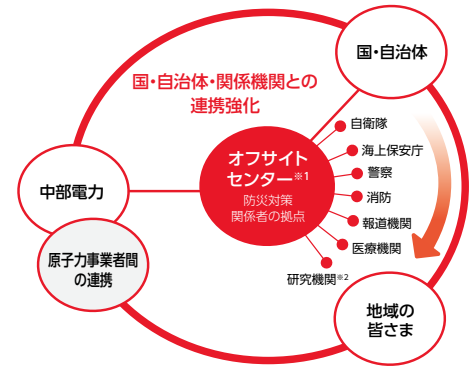 国・自治体・関係機関との
連携強化
国・自治体
オフサイト
センター※1
防災対策
関係者の拠点
自衛隊
海上保安庁
警察
消防
報道機関
医療機関
研究機関※2
中部電力
原子力事業者間
の連携
地域の
皆さま